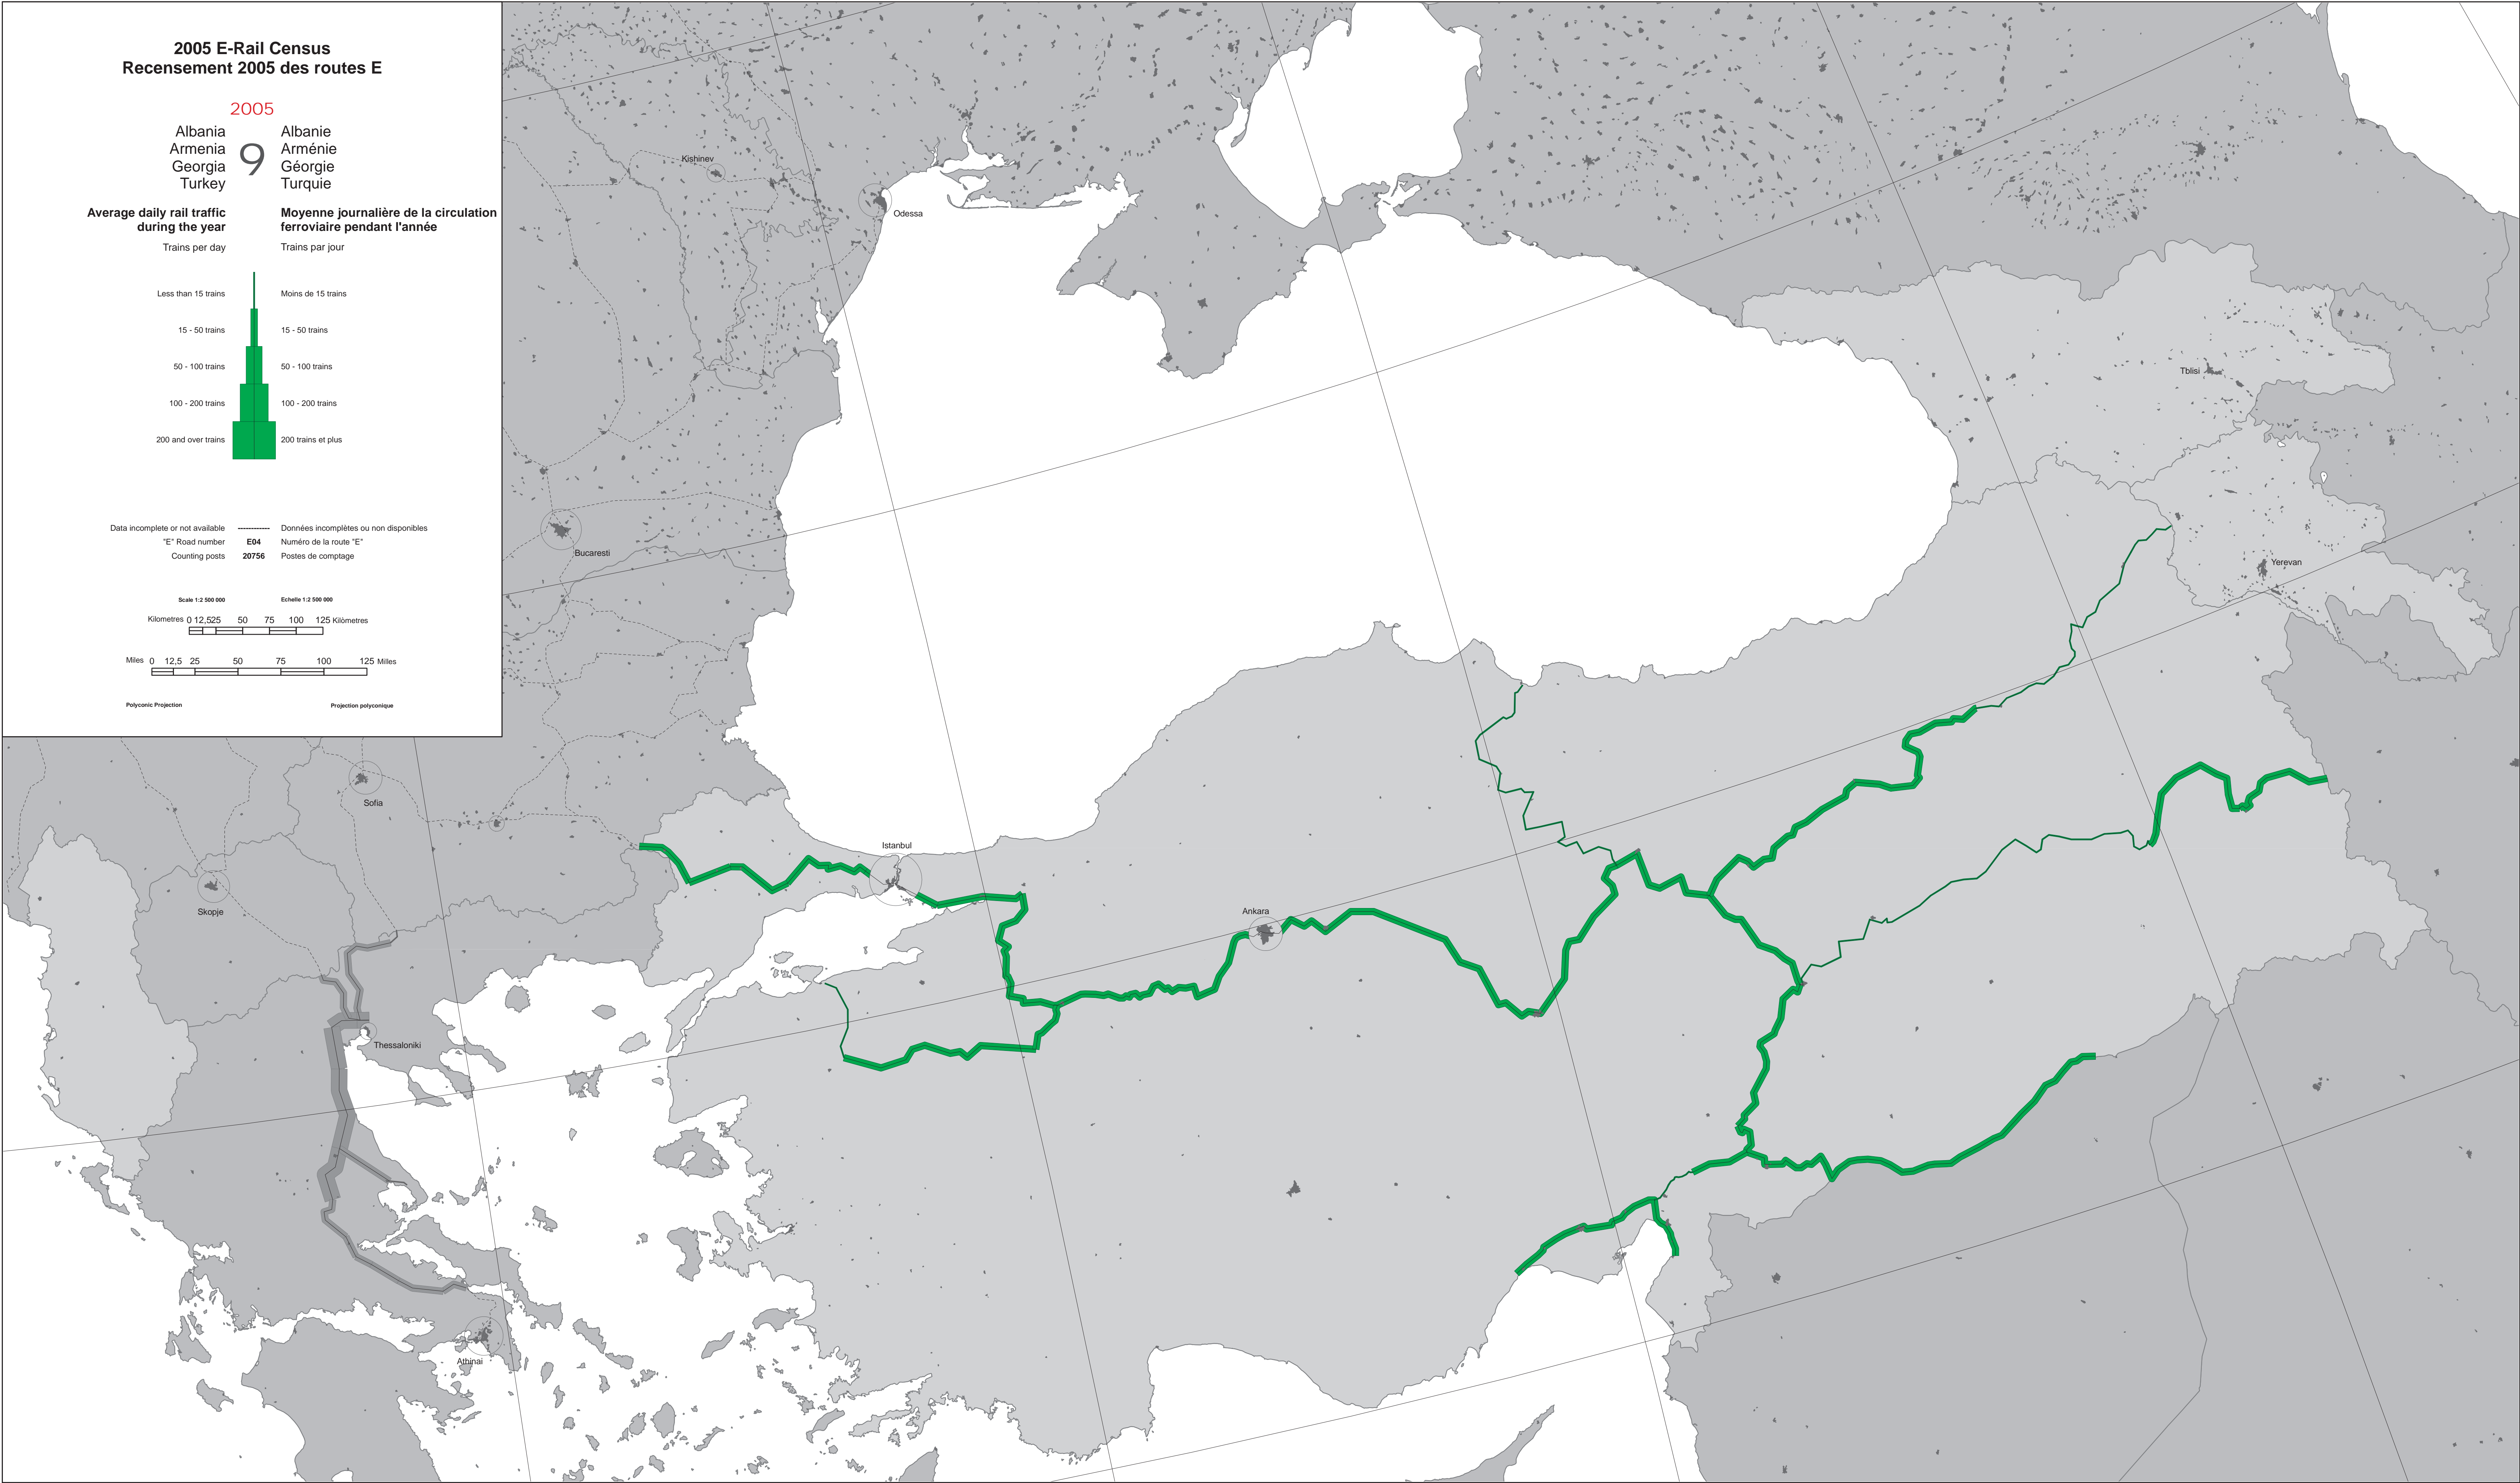 2005 E-Rail Census
Recensement 2005 des routes E
2005
Albania
Armenia
Georgia
Turkey
9
Albanie
Arménie
Géorgie
Turquie
Average daily rail traffic
during the year
Moyenne journalière de la circulation
ferroviaire pendant l'année
Trains per day
Trains par jour
Less than 15 trains
Moins de 15 trains
15 - 50 trains
15 - 50 trains
50 - 100 trains
50 - 100 trains
100 - 200 trains
100 - 200 trains
200 and over trains
200 trains et plus
Data incomplete or not available
Données incomplètes ou non disponibles
"E" Road number
E04
Numéro de la route "E"
Counting posts
20756
Postes de comptage
Scale 1:2 500 000
Echelle 1:2 500 000
Kilometres 0 12,5 25 50 75 100 125 Kilòmetres
Miles 0 12,5 25 50 75 100 125 Milles
Polyconic Projection
Projection polyconique
Kishinev
Odessa
Tblisi
Bucaresti
Yerevan
Sofia
Istanbul
Skopje
Ankara
Thessaloniki
Athinai